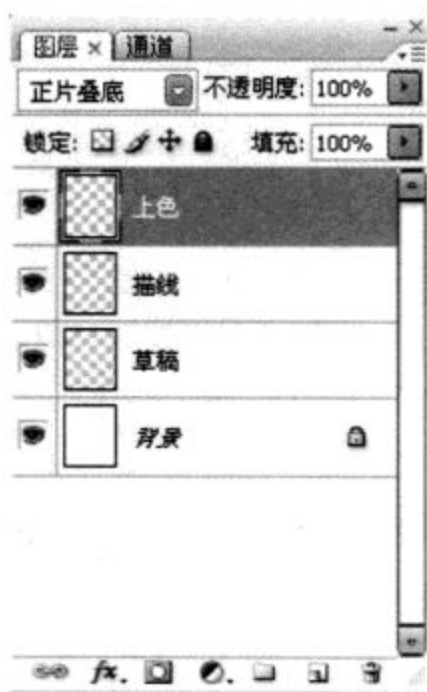 图层 × 通道
正片叠底 不透明度: 100%
锁定: 填充: 100%
上色
描线
草稿
背景
fx.